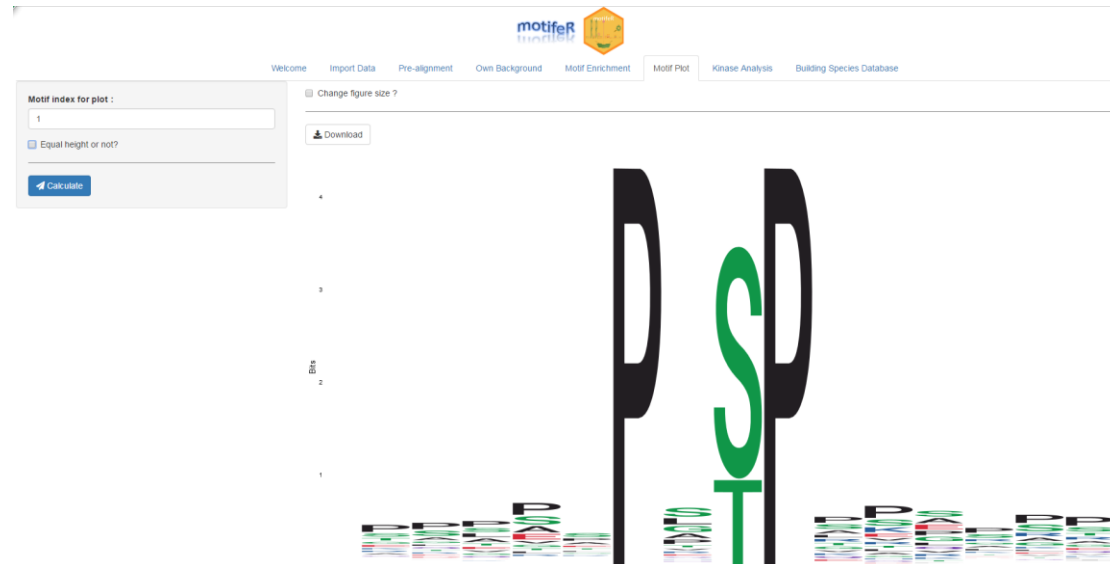 motifeR
Welcome Import Data Pre-alignment Own Background Motif Enrichment Motif Plot Kinase Analysis Building Species Database
Motif index for plot :
1
Equal height or not?
Calculate
Change figure size ?
Download
4
3
Bits
2
1
P S P
T